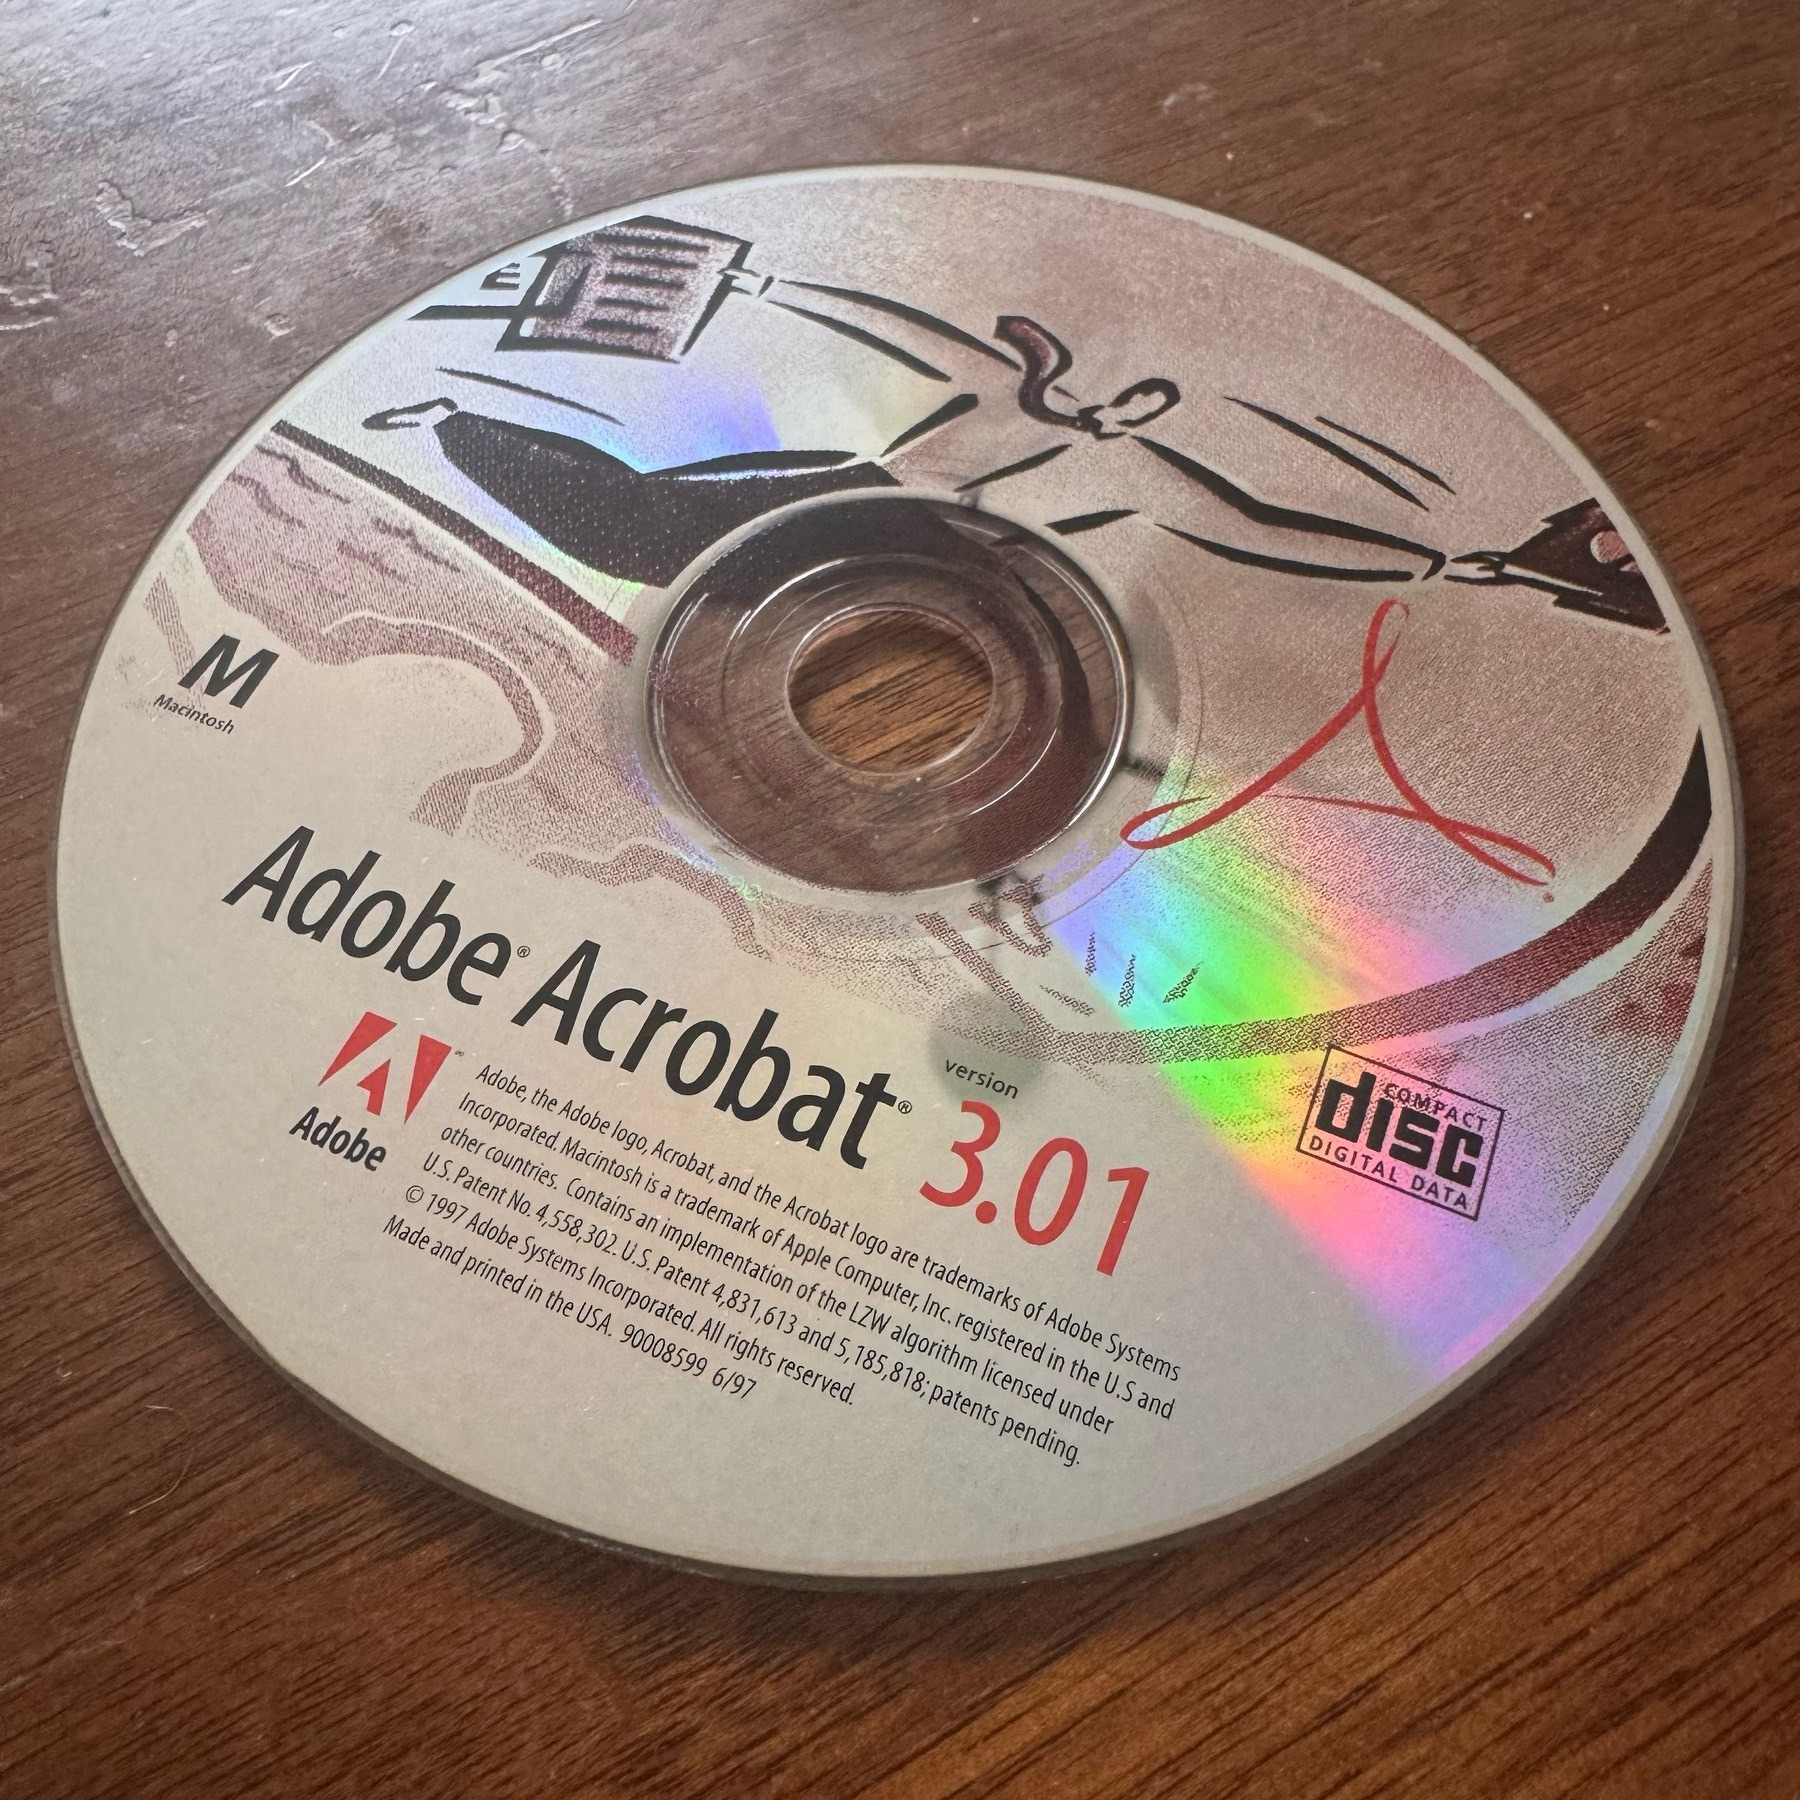 M
Macintosh
Adobe® Acrobat®
version
3.01
Adobe
Adobe, the Adobe logo, Acrobat, and the Acrobat logo are trademarks of Adobe Systems
Incorporated. Macintosh is a trademark of Apple Computer, Inc. registered in the U.S and
other countries. Contains an implementation of the LZW algorithm licensed under
U.S. Patent No. 4,558,302. U.S. Patent 4,831,613 and 5,185,818; patents pending.
© 1997 Adobe Systems Incorporated. All rights reserved.
Made and printed in the USA. 90008599 6/97
COMPACT
disc
DIGITAL DATA